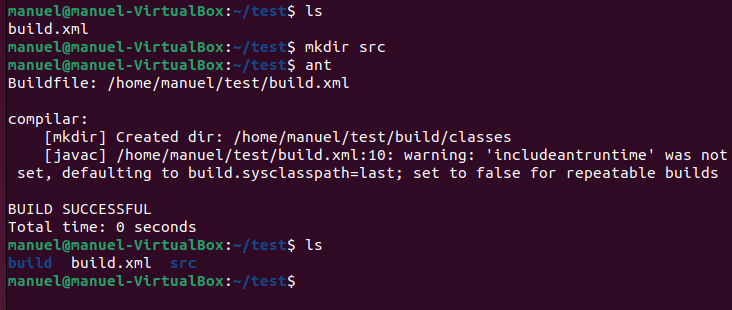 manuel@manuel-VirtualBox:~/test$ ls
build.xml
manuel@manuel-VirtualBox:~/test$ mkdir src
manuel@manuel-VirtualBox:~/test$ ant
Buildfile: /home/manuel/test/build.xml

compilar:
    [mkdir] Created dir: /home/manuel/test/build/classes
    [javac] /home/manuel/test/build.xml:10: warning: 'includeantruntime' was not
 set, defaulting to build.sysclasspath=last; set to false for repeatable builds

BUILD SUCCESSFUL
Total time: 0 seconds
manuel@manuel-VirtualBox:~/test$ ls
build  build.xml  src
manuel@manuel-VirtualBox:~/test$